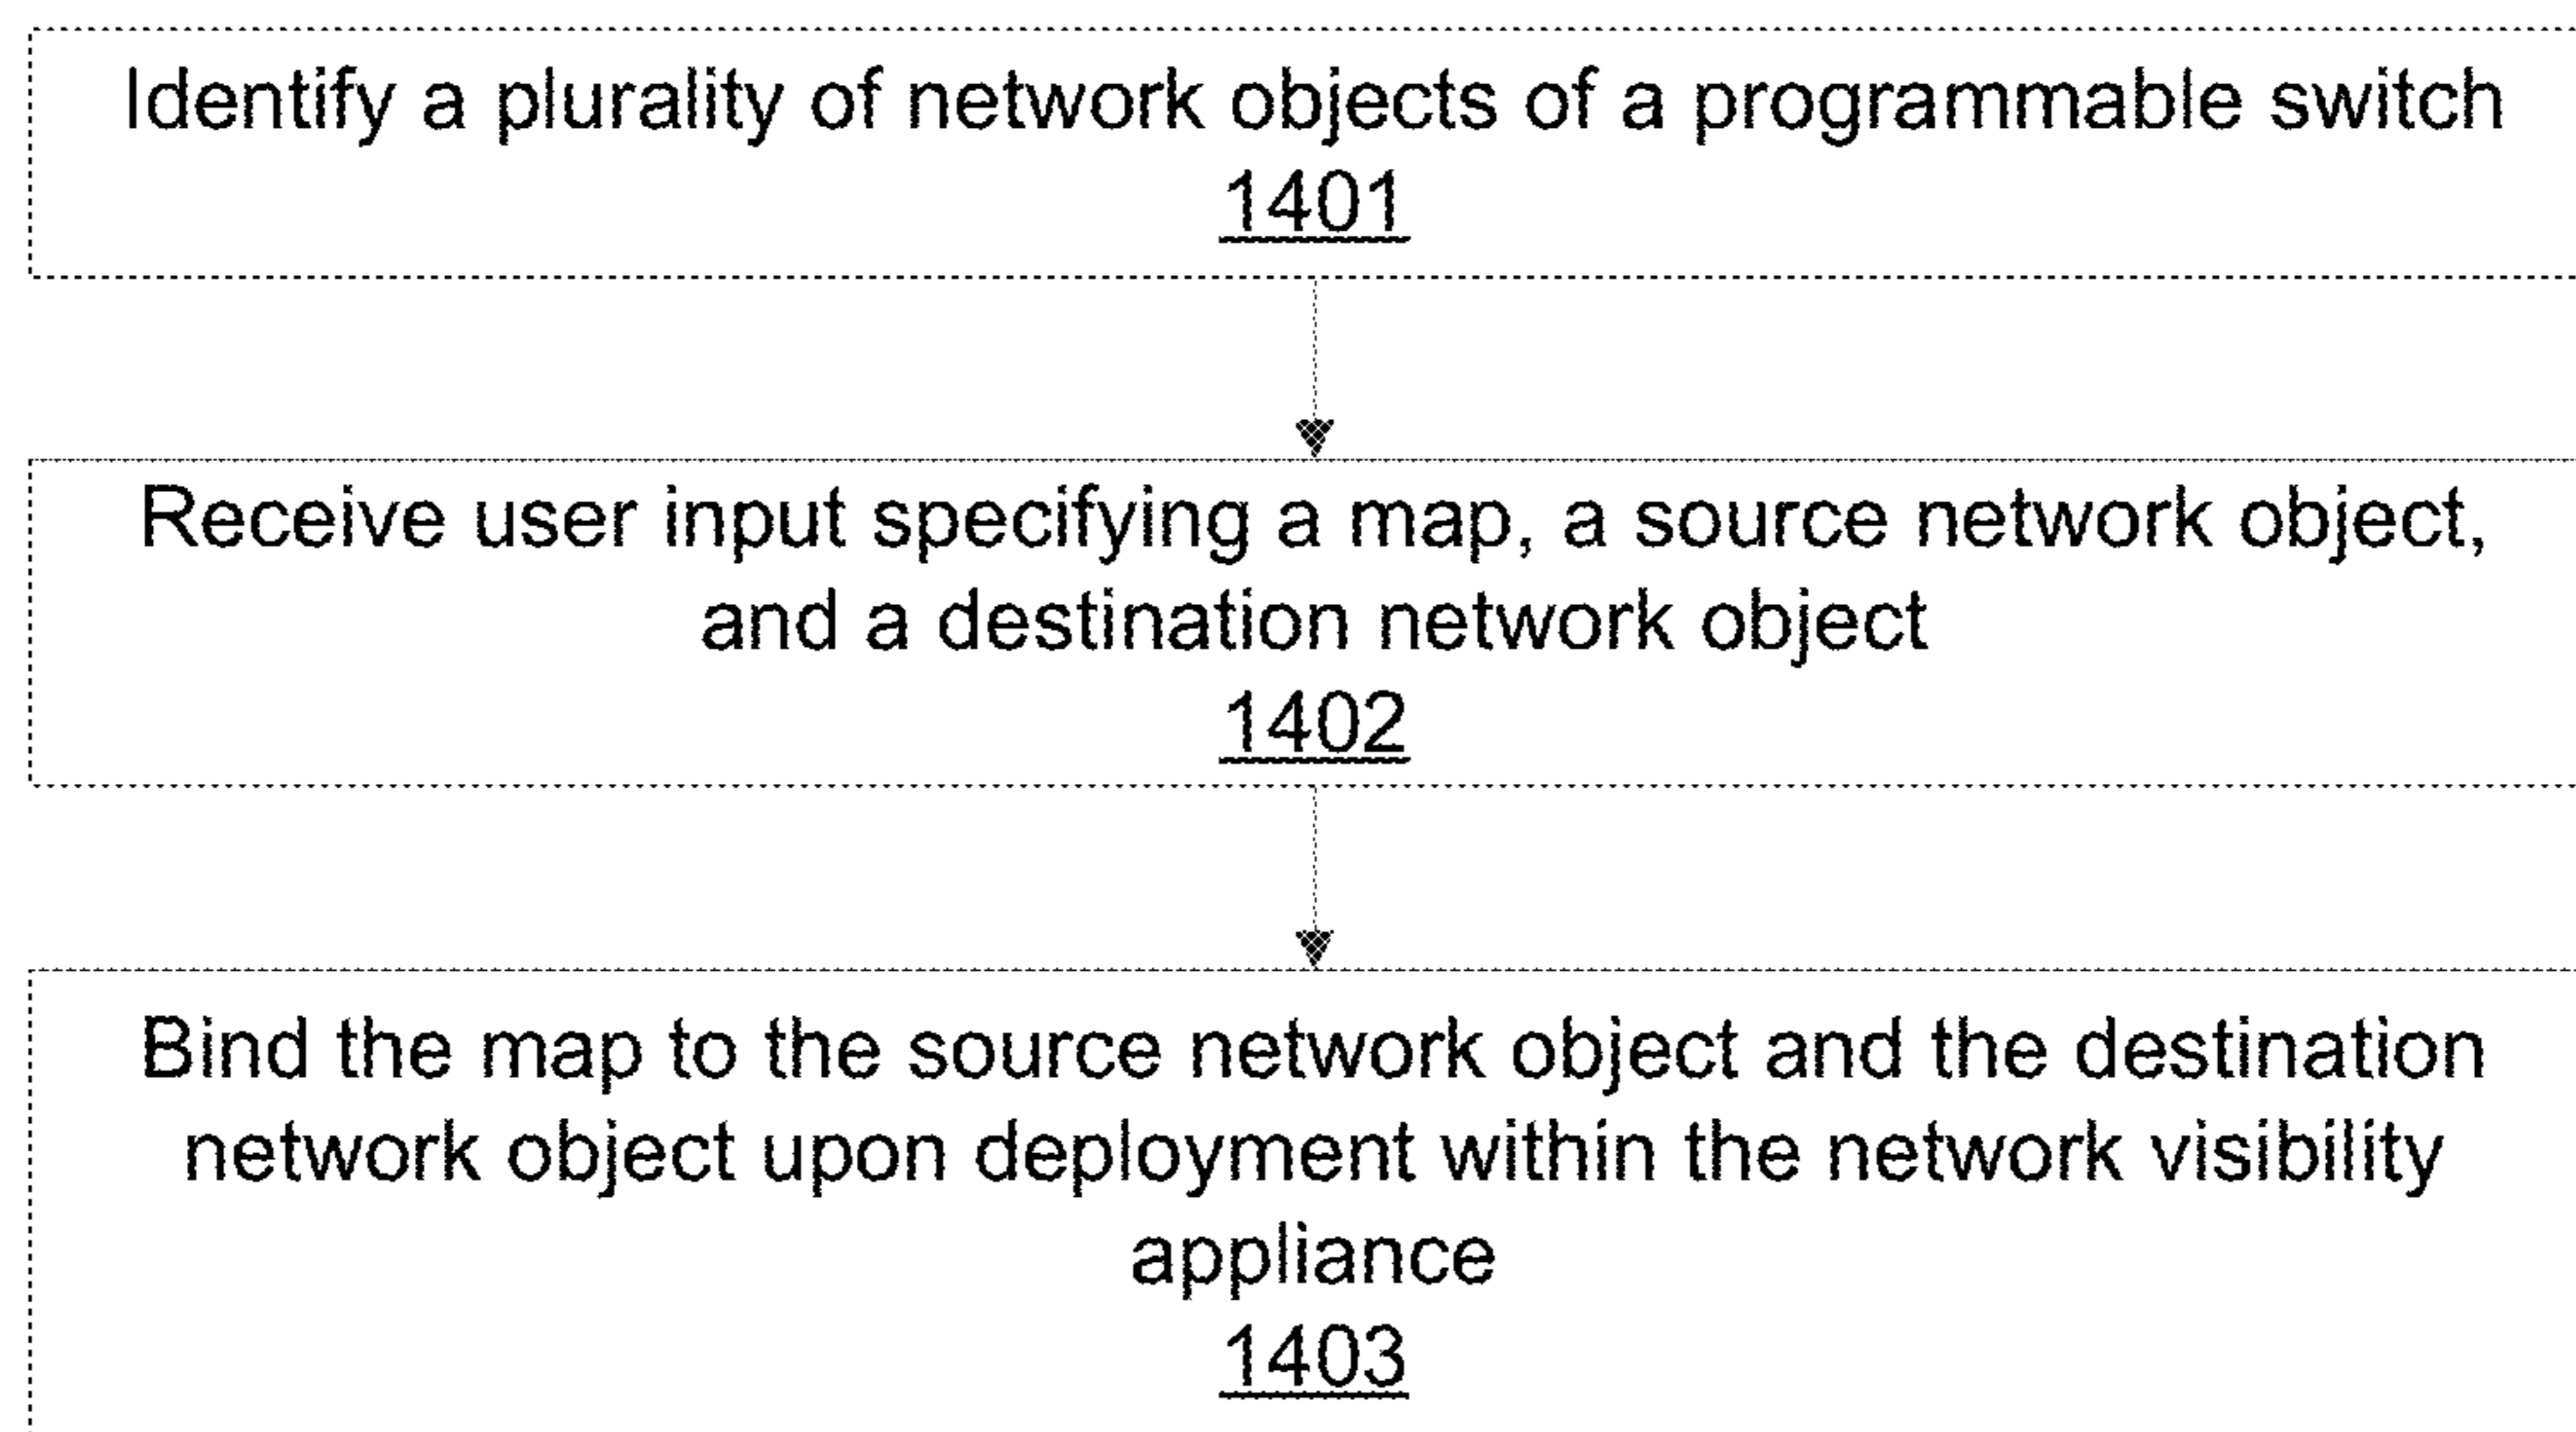 Identify a plurality of network objects of a programmable switch
1401
Receive user input specifying a map, a source network object,
and a destination network object
1402
Bind the map to the source network object and the destination
network object upon deployment within the network visibility
appliance
1403